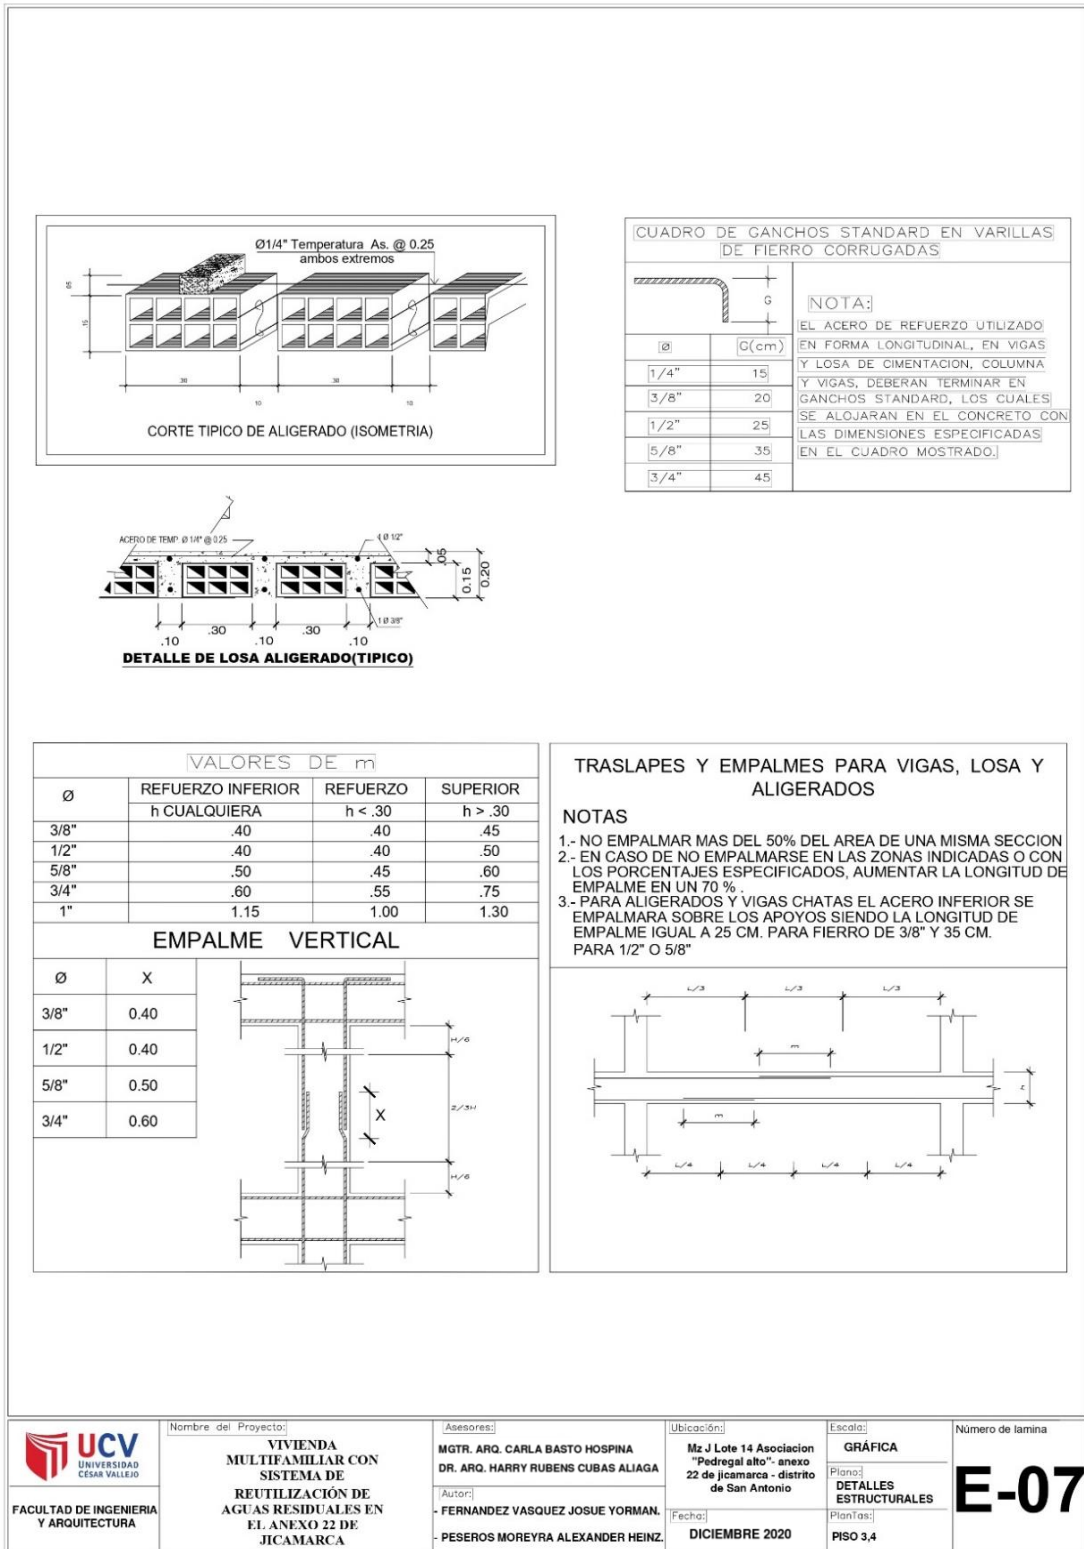 Ø1/4" Temperatura As. @ 0.25
ambos extremos
.05
.15
.30
.30
10
10
CORTE TIPICO DE ALIGERADO (ISOMETRIA)
CUADRO DE GANCHOS STANDARD EN VARILLAS
DE FIERRO CORRUGADAS
G
Ø G(cm)
1/4" 15
3/8" 20
1/2" 25
5/8" 35
3/4" 45
NOTA:
EL ACERO DE REFUERZO UTILIZADO
EN FORMA LONGITUDINAL, EN VIGAS
Y LOSA DE CIMENTACION, COLUMNA
Y VIGAS, DEBERAN TERMINAR EN
GANCHOS STANDARD, LOS CUALES
SE ALOJARAN EN EL CONCRETO CON
LAS DIMENSIONES ESPECIFICADAS
EN EL CUADRO MOSTRADO.
ACERO DE TEMP. Ø 1/4" @ 0.25
1 Ø 1/2"
.05
0.15
0.20
1 Ø 3/8"
.10 .30 .10 .30 .10
DETALLE DE LOSA ALIGERADO(TIPICO)
VALORES DE m
Ø REFUERZO INFERIOR REFUERZO SUPERIOR
h CUALQUIERA h < .30 h > .30
3/8" .40 .40 .45
1/2" .40 .40 .50
5/8" .50 .45 .60
3/4" .60 .55 .75
1" 1.15 1.00 1.30
EMPALME VERTICAL
Ø X
3/8" 0.40
1/2" 0.40
5/8" 0.50
3/4" 0.60
H/6
2/3H
X
H/6
TRASLAPES Y EMPALMES PARA VIGAS, LOSA Y
ALIGERADOS
NOTAS
1.- NO EMPALMAR MAS DEL 50% DEL AREA DE UNA MISMA SECCION
2.- EN CASO DE NO EMPALMARSE EN LAS ZONAS INDICADAS O CON
LOS PORCENTAJES ESPECIFICADOS, AUMENTAR LA LONGITUD DE
EMPALME EN UN 70 % .
3.- PARA ALIGERADOS Y VIGAS CHATAS EL ACERO INFERIOR SE
EMPALMARA SOBRE LOS APOYOS SIENDO LA LONGITUD DE
EMPALME IGUAL A 25 CM. PARA FIERRO DE 3/8" Y 35 CM.
PARA 1/2" O 5/8"
L/3 L/3 L/3
m
h
m
L/4 L/4 L/4 L/4
UCV
UNIVERSIDAD
CÉSAR VALLEJO
FACULTAD DE INGENIERIA
Y ARQUITECTURA
Nombre del Proyecto:
VIVIENDA
MULTIFAMILIAR CON
SISTEMA DE
REUTILIZACIÓN DE
AGUAS RESIDUALES EN
EL ANEXO 22 DE
JICAMARCA
Asesores:
MGTR. ARQ. CARLA BASTO HOSPINA
DR. ARQ. HARRY RUBENS CUBAS ALIAGA
Autor:
- FERNANDEZ VASQUEZ JOSUE YORMAN.
- PESEROS MOREYRA ALEXANDER HEINZ.
Ubicación:
Mz J Lote 14 Asociacion
"Pedregal alto"- anexo
22 de jicamarca - distrito
de San Antonio
Fecha:
DICIEMBRE 2020
Escala:
GRÁFICA
Plano:
DETALLES
ESTRUCTURALES
PlanTas:
PISO 3,4
Número de lamina
E-07